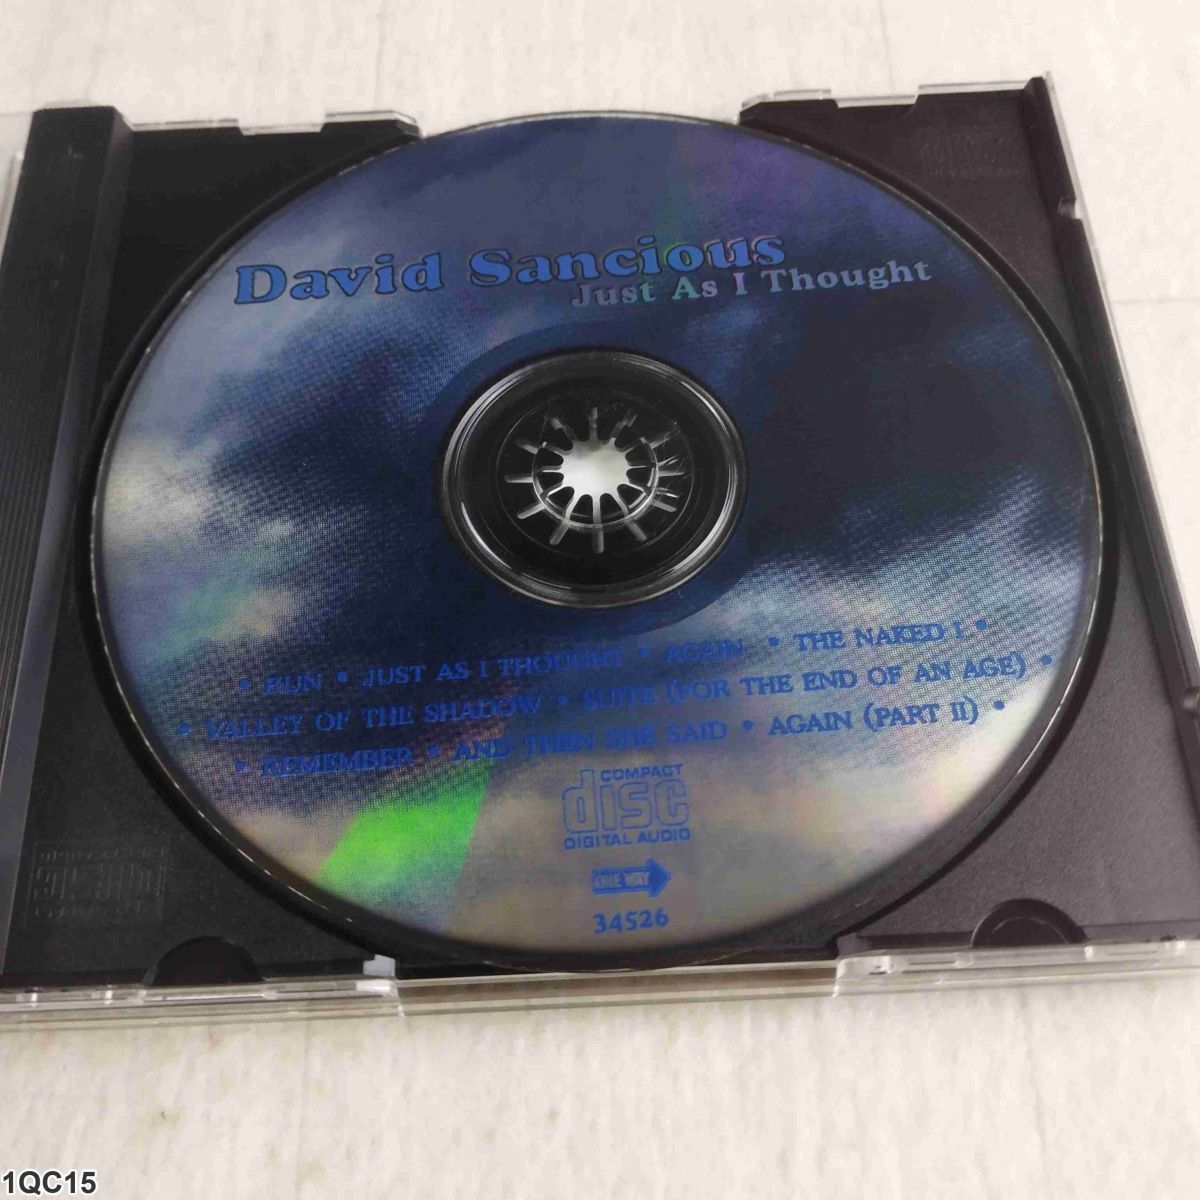 David Sancious
Just As I Thought
• RUN • JUST AS I THOUGHT • AGAIN • THE NAKED I •
• VALLEY OF THE SHADOW • SUITE (FOR THE END OF AN AGE) •
• REMEMBER • AND THEN SHE SAID • AGAIN (PART II) •
COMPACT
disc
DIGITAL AUDIO
ONE WAY
34526
1QC15